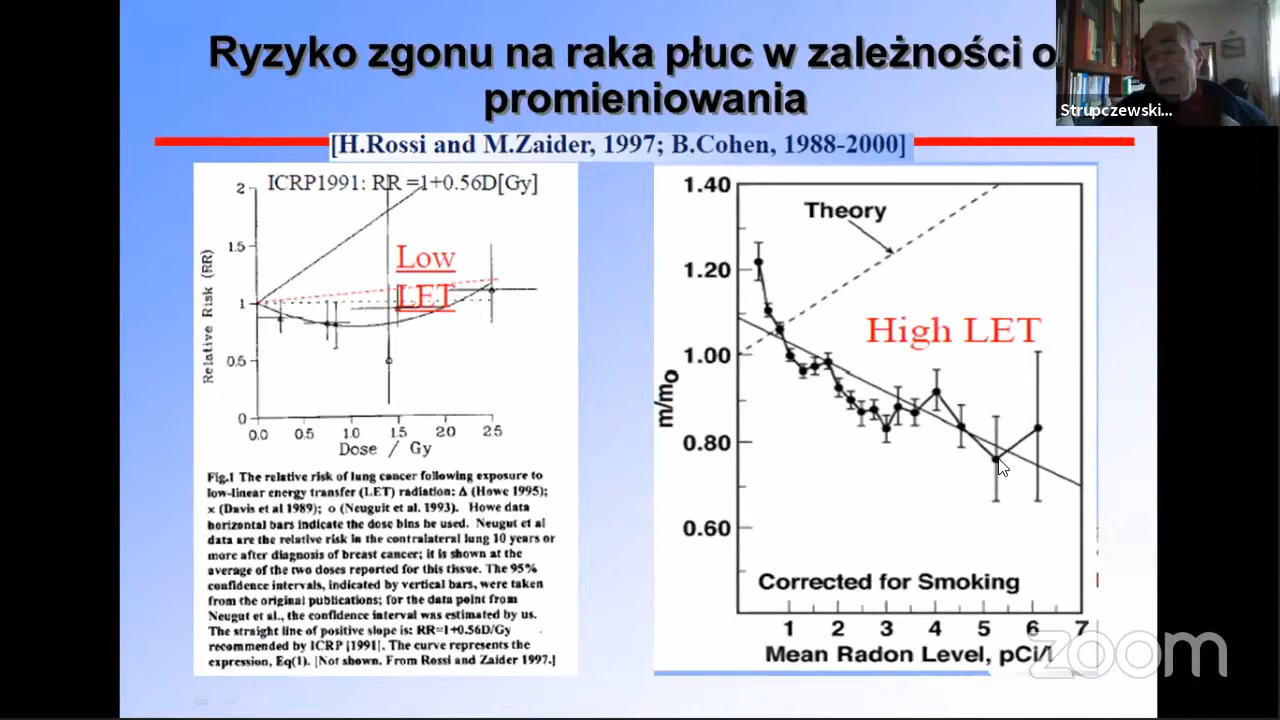 Ryzyko zgonu na raka płuc w zależności o
promieniowania
Strupczewski...
[H.Rossi and M.Zaider, 1997; B.Cohen, 1988-2000]
ICRP1991: RR =1+0.56D[Gy]
2
1.5
1
0.5
0
Relative Risk (RR)
Low
LET
0.0 0.5 1.0 1.5 2.0 2.5
Dose / Gy
Fig.1 The relative risk of lung cancer following exposure to
low-linear energy transfer (LET) radiation: Δ (Howe 1995);
x (Davis et al 1989); o (Neuguit et al. 1993). Howe data
horizontal bars indicate the dose bins he used. Neugut et al
data are the relative risk in the contralateral lung 10 years or
more after diagnosis of breast cancer; it is shown at the
average of the two doses reported for this tissue. The 95%
confidence intervals, indicated by vertical bars, were taken
from the original publications; for the data point from
Neugut et al., the confidence interval was estimated by us.
The straight line of positive slope is: RR=1+0.56D/Gy
recommended by ICRP [1991]. The curve represents the
expression, Eq(1). [Not shown. From Rossi and Zaider 1997.]
1.40
1.20
1.00
0.80
0.60
m/m₀
Theory
High LET
Corrected for Smoking
1 2 3 4 5 6 7
Mean Radon Level, pCi/l
zoom